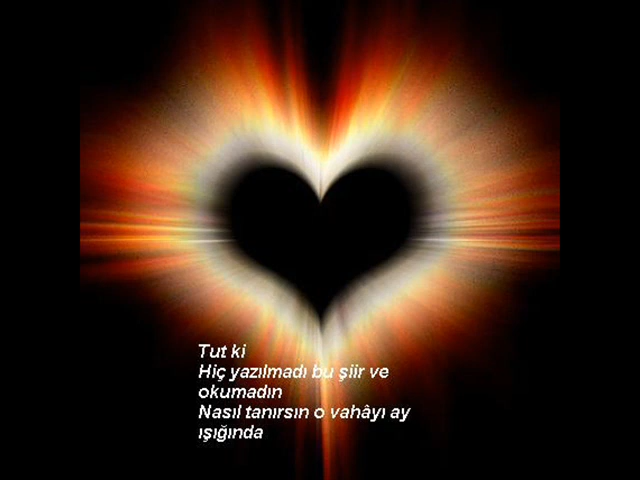 Tut ki
Hiç yazılmadı bu şiir ve
okumadın
Nasıl tanırsın o vahâyı ay
ışığında